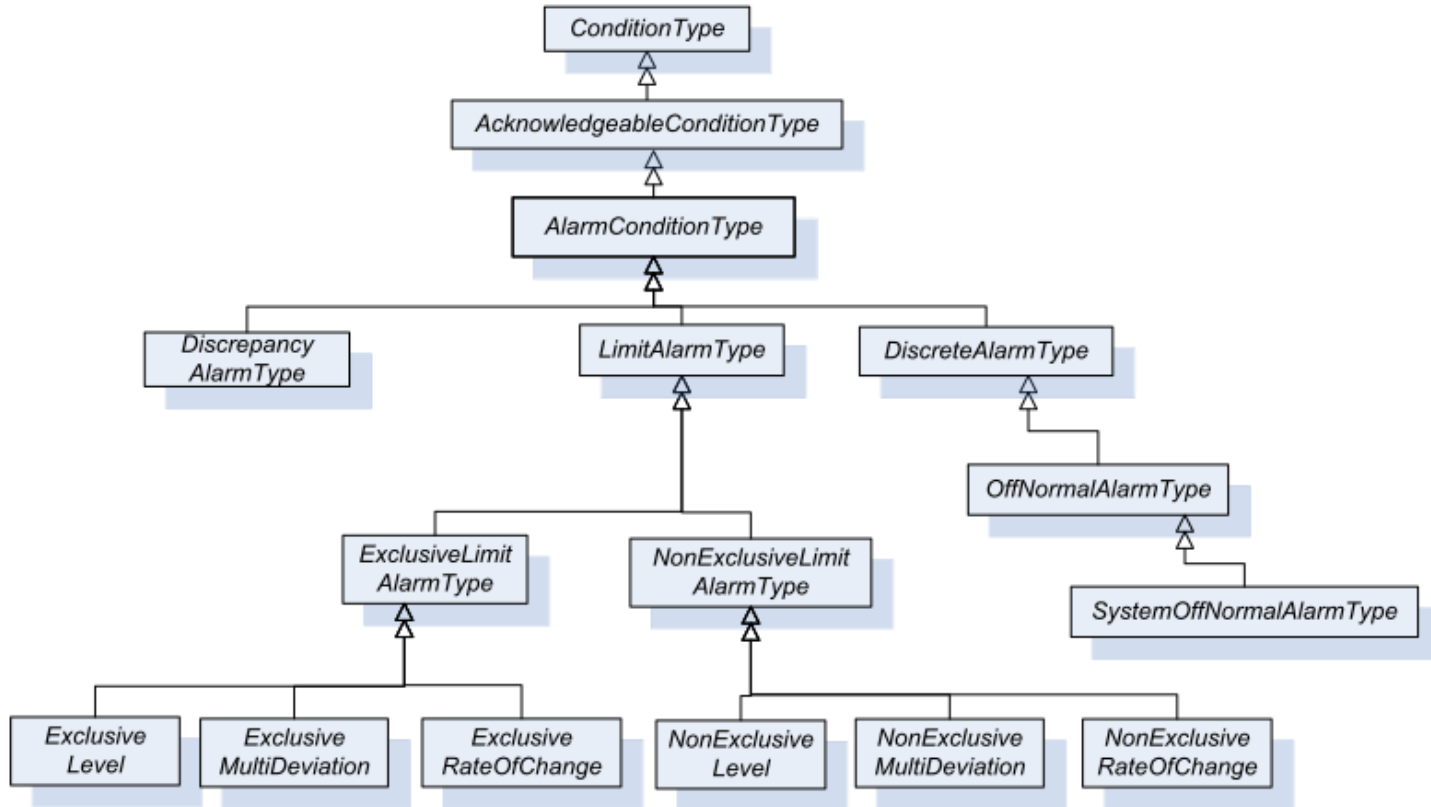 ConditionType
AcknowledgeableConditionType
AlarmConditionType
Discrepancy
AlarmType
LimitAlarmType
DiscreteAlarmType
OffNormalAlarmType
ExclusiveLimit
AlarmType
NonExclusiveLimit
AlarmType
SystemOffNormalAlarmType
Exclusive
Level
Exclusive
MultiDeviation
Exclusive
RateOfChange
NonExclusive
Level
NonExclusive
MultiDeviation
NonExclusive
RateOfChange